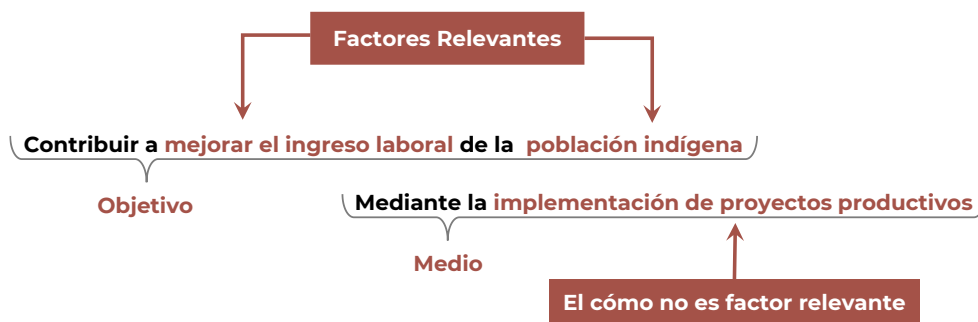 Factores Relevantes
Contribuir a mejorar el ingreso laboral de la población indígena
Objetivo
Mediante la implementación de proyectos productivos
Medio
El cómo no es factor relevante